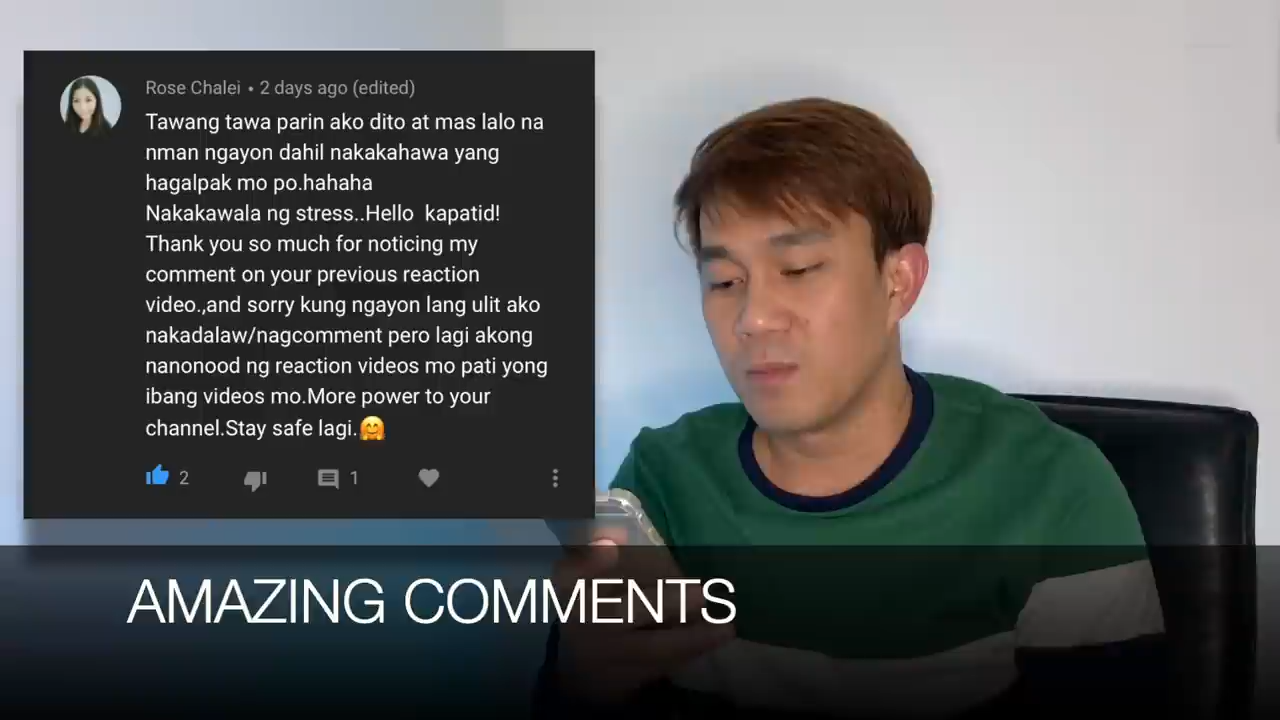 Rose Chalei • 2 days ago (edited)
Tawang tawa parin ako dito at mas lalo na
nman ngayon dahil nakakahawa yang
hagalpak mo po.hahaha
Nakakawala ng stress..Hello  kapatid!
Thank you so much for noticing my
comment on your previous reaction
video.,and sorry kung ngayon lang ulit ako
nakadalaw/nagcomment pero lagi akong
nanonood ng reaction videos mo pati yong
ibang videos mo.More power to your
channel.Stay safe lagi.🤗
2
1
AMAZING COMMENTS